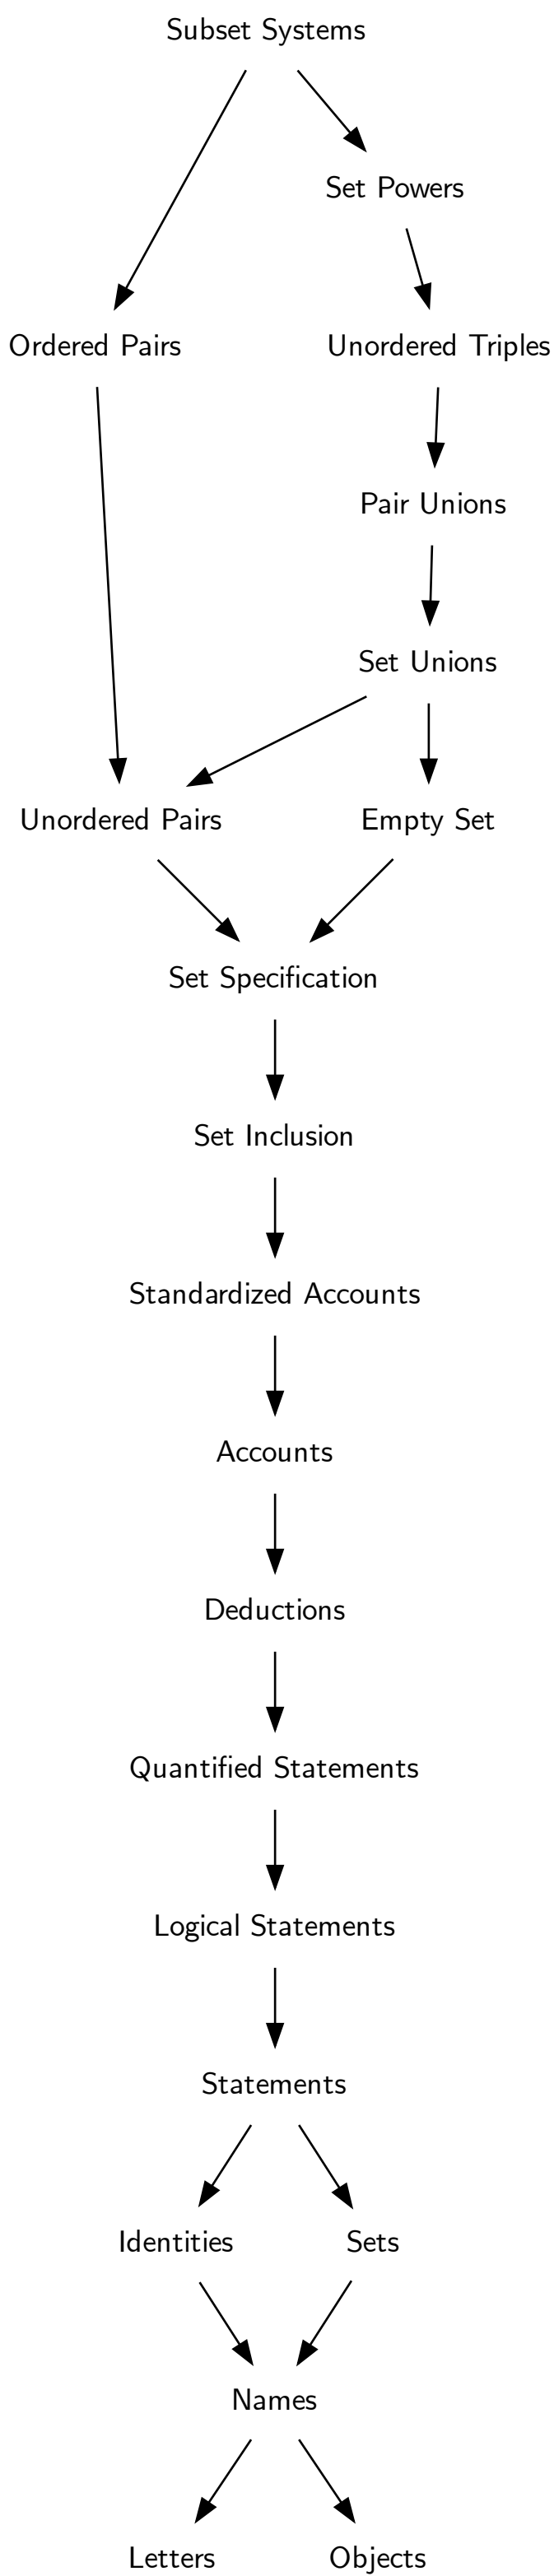 Subset Systems
Set Powers
Ordered Pairs
Unordered Triples
Pair Unions
Set Unions
Unordered Pairs
Empty Set
Set Specification
Set Inclusion
Standardized Accounts
Accounts
Deductions
Quantified Statements
Logical Statements
Statements
Identities
Sets
Names
Letters
Objects